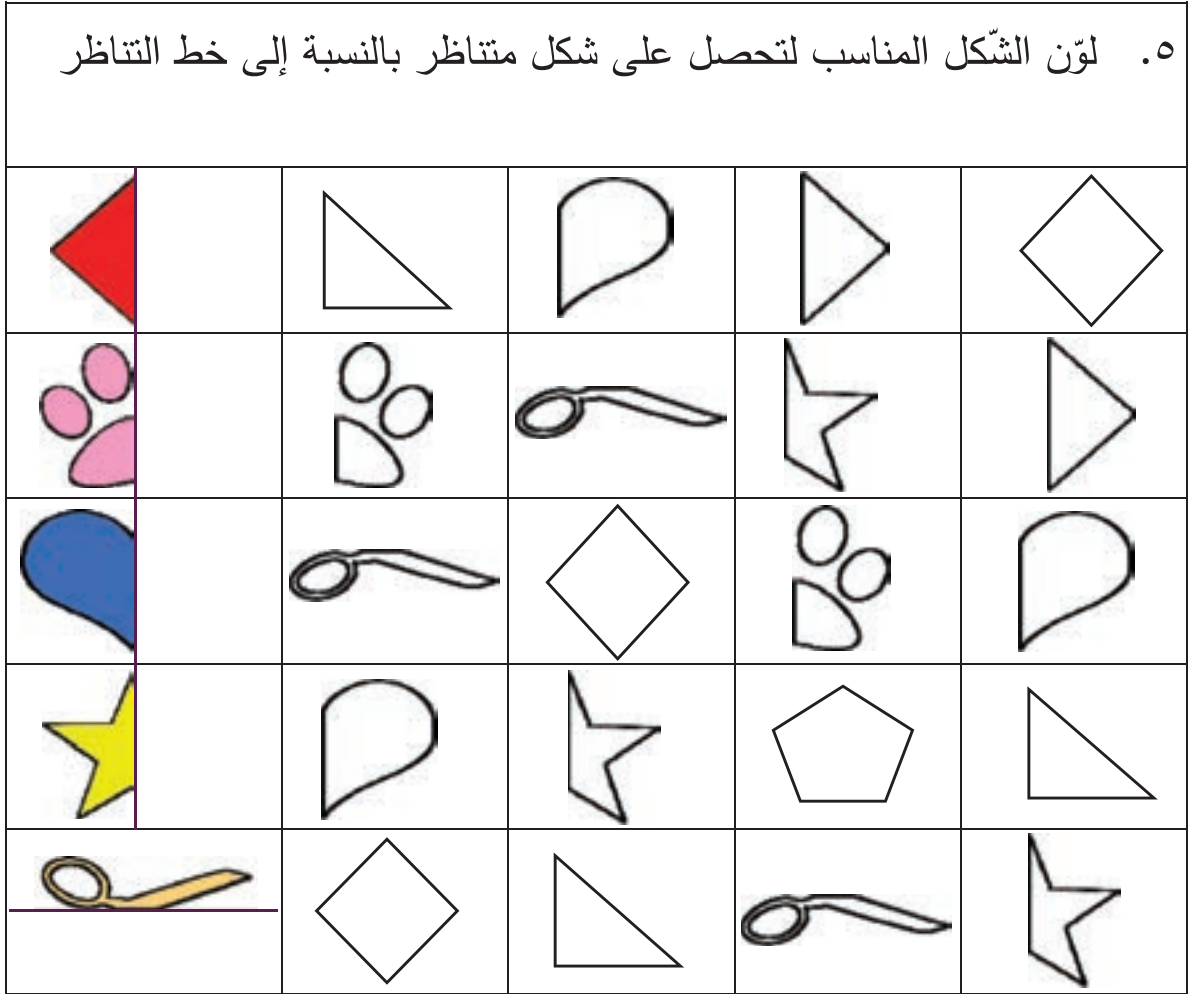 ٥. لوّن الشّكل المناسب لتحصل على شكل متناظر بالنسبة إلى خط التناظر